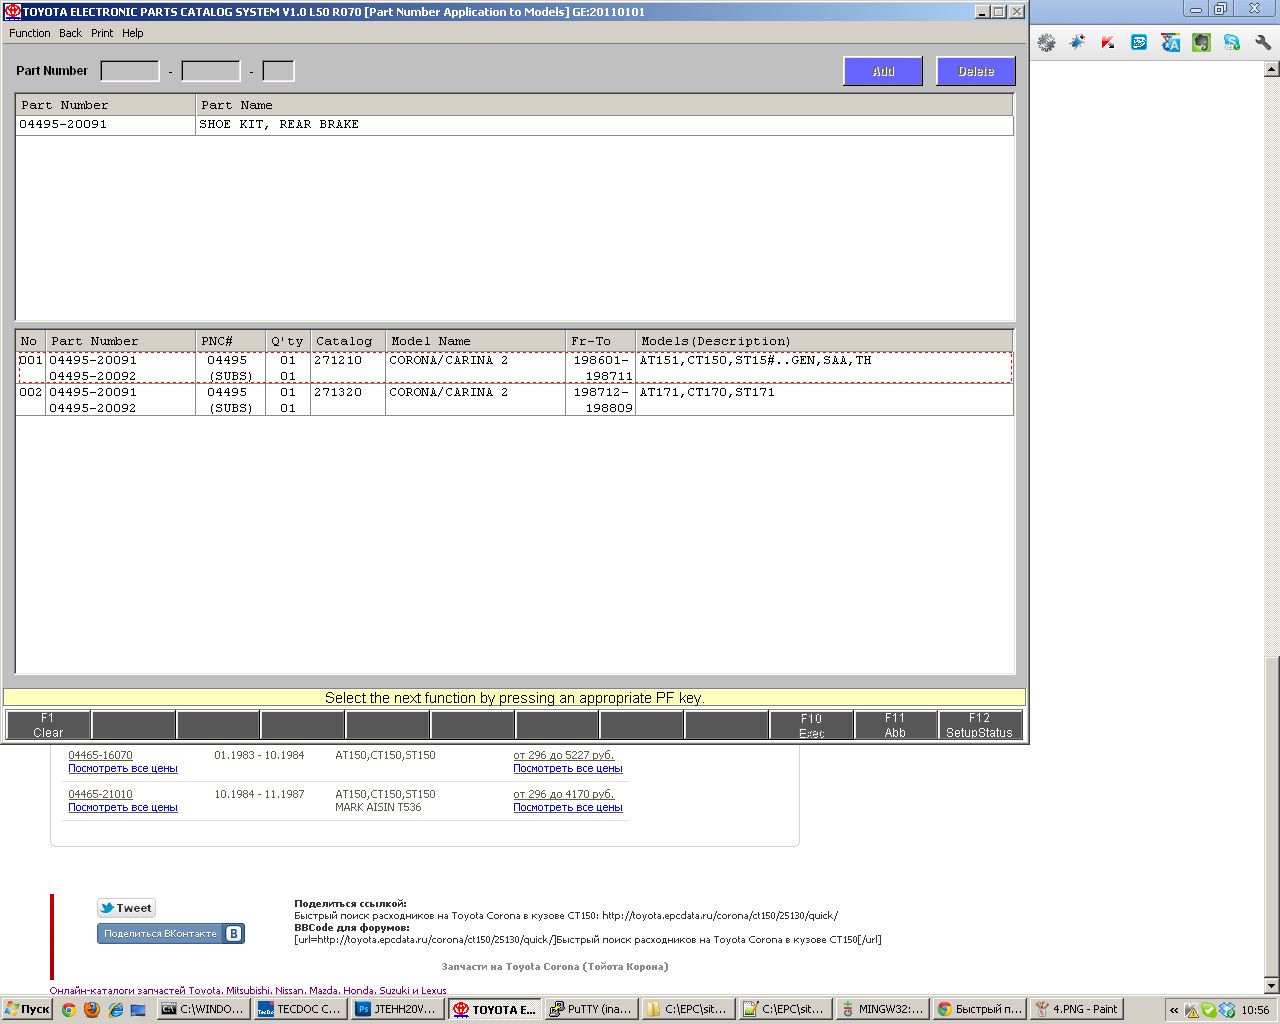 TOYOTA ELECTRONIC PARTS CATALOG SYSTEM V1.0 L50 R070 [Part Number Application to Models] GE:20110101
Function Back Print Help
Part Number - - Add Delete
Part Number Part Name
04495-20091 SHOE KIT, REAR BRAKE
No Part Number PNC# Q'ty Catalog Model Name Fr-To Models(Description)
001 04495-20091 04495 01 271210 CORONA/CARINA 2 198601- AT151,CT150,ST15#..GEN,SAA,TH
04495-20092 (SUBS) 01 198711
002 04495-20091 04495 01 271320 CORONA/CARINA 2 198712- AT171,CT170,ST171
04495-20092 (SUBS) 01 198809
Select the next function by pressing an appropriate PF key.
F1 F10 F11 F12
Clear Exec Abb SetupStatus
04465-16070 01.1983 - 10.1984 AT150,CT150,ST150 от 296 до 5227 руб.
Посмотреть все цены Посмотреть все цены
04465-21010 10.1984 - 11.1987 AT150,CT150,ST150 от 296 до 4170 руб.
Посмотреть все цены MARK AISIN T536 Посмотреть все цены
Tweet
Поделиться ВКонтакте B
Поделиться ссылкой:
Быстрый поиск расходников на Toyota Corona в кузове CT150: http://toyota.epcdata.ru/corona/ct150/25130/quick/
BBCode для форумов:
[url=http://toyota.epcdata.ru/corona/ct150/25130/quick/]Быстрый поиск расходников на Toyota Corona в кузове CT150[/url]
Запчасти на Toyota Corona (Тойота Корона)
Онлайн-каталоги запчастей Toyota, Mitsubishi, Nissan, Mazda, Honda, Suzuki и Lexus
Пуск C:\WINDO... TECDOC C... JTEHH20V... TOYOTA E... PuTTY (ina... C:\EPC\sit... C:\EPC\sit... MINGW32:... Быстрый п... 4.PNG - Paint « 10:56